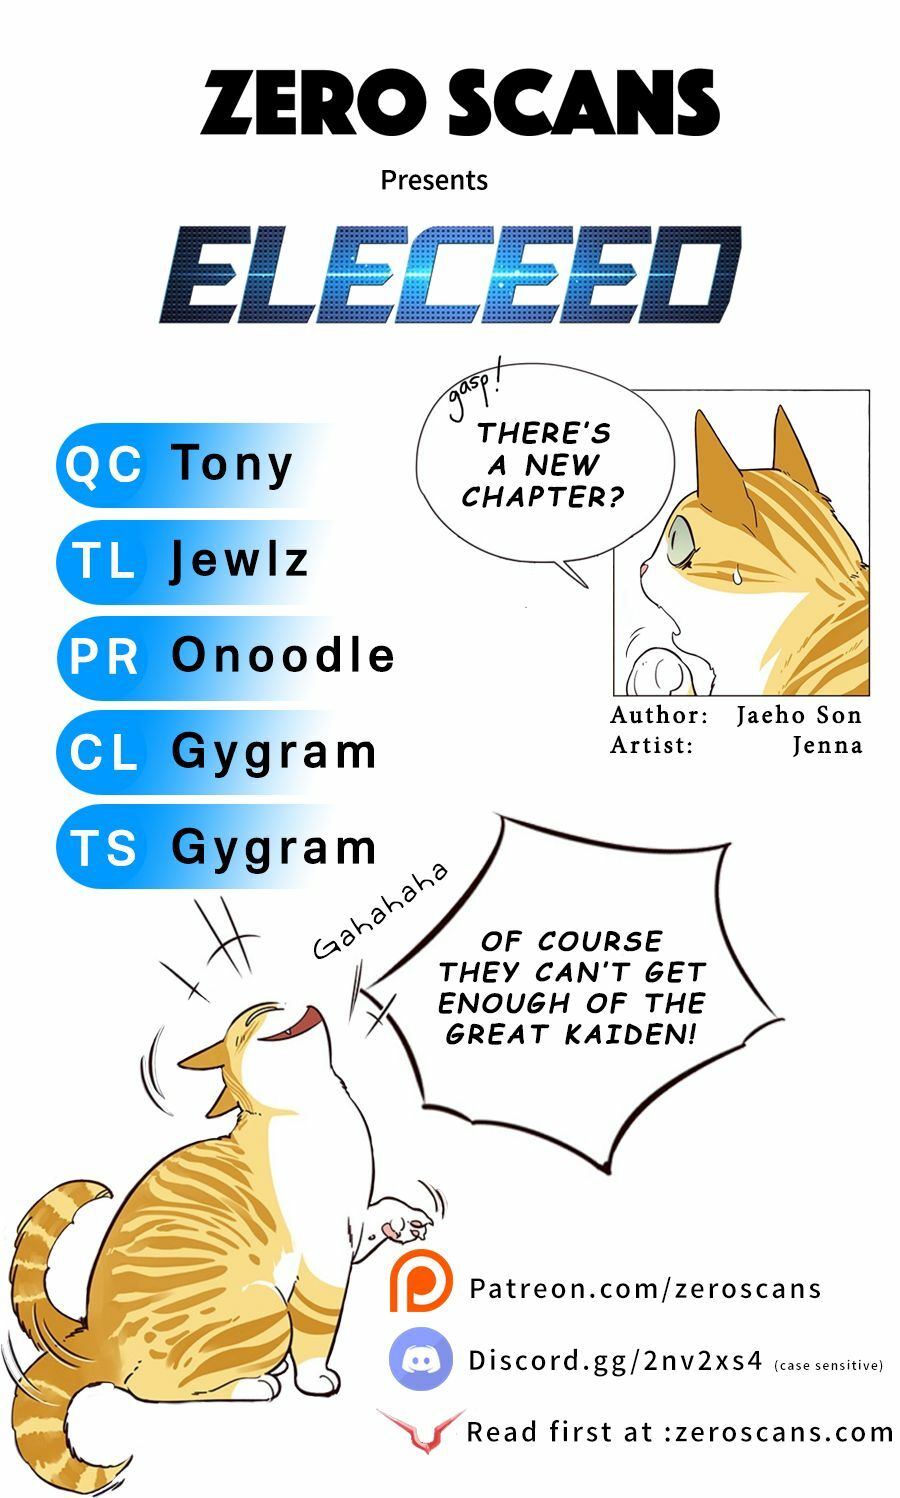 ZERO SCANS
Presents
ELECEED
gasp!
THERE'S
A NEW
CHAPTER?
QC Tony
TL Jewlz
PR Onoodle
CL Gygram
TS Gygram
Author: Jaeho Son
Artist: Jenna
Gahahaha
OF COURSE
THEY CAN'T GET
ENOUGH OF THE
GREAT KAIDEN!
Patreon.com/zeroscans
Discord.gg/2nv2xs4 (case sensitive)
Read first at :zeroscans.com